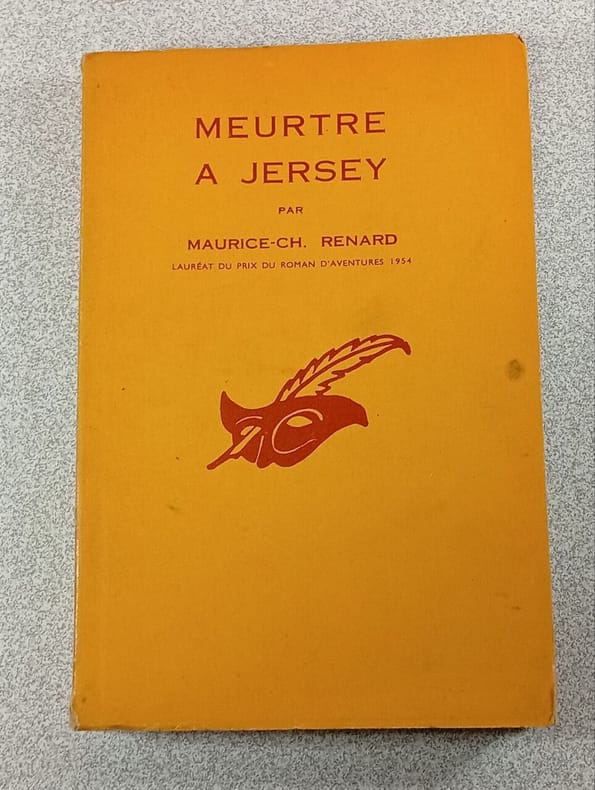 MEURTRE
A JERSEY
PAR
MAURICE-CH. RENARD
LAURÉAT DU PRIX DU ROMAN D'AVENTURES 1954